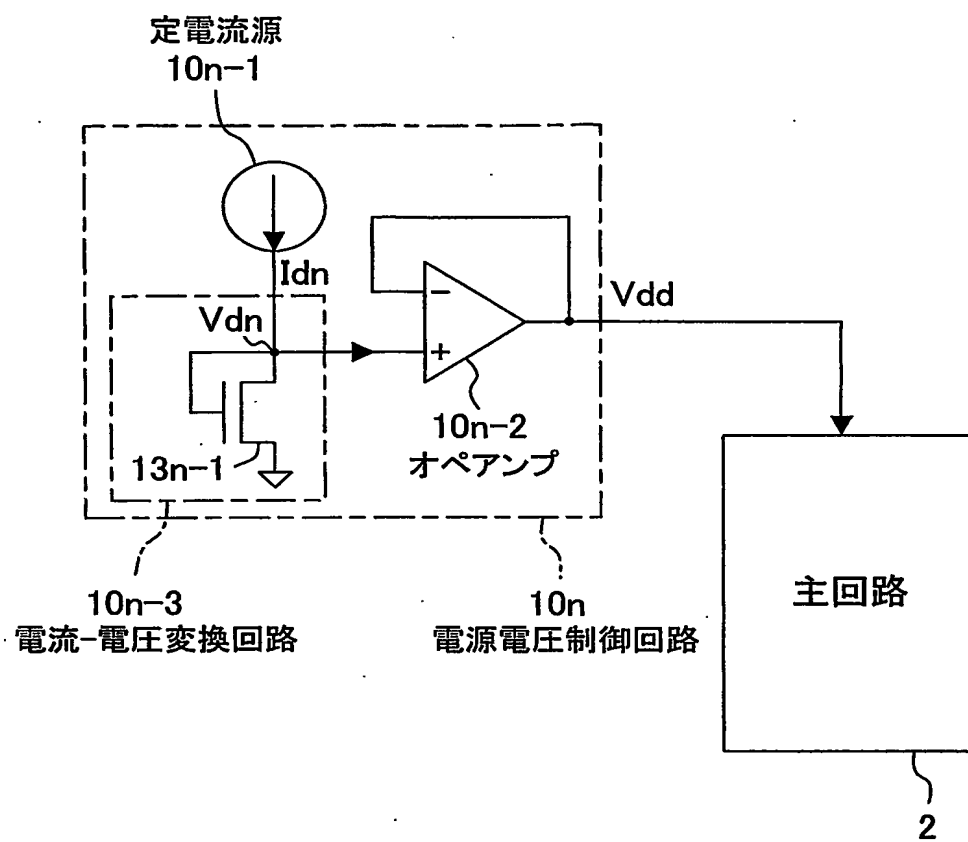 定電流源
10n-1
Idn
Vdn
Vdd
−
+
13n-1
10n-2
オペアンプ
10n-3
電流-電圧変換回路
10n
電源電圧制御回路
主回路
2